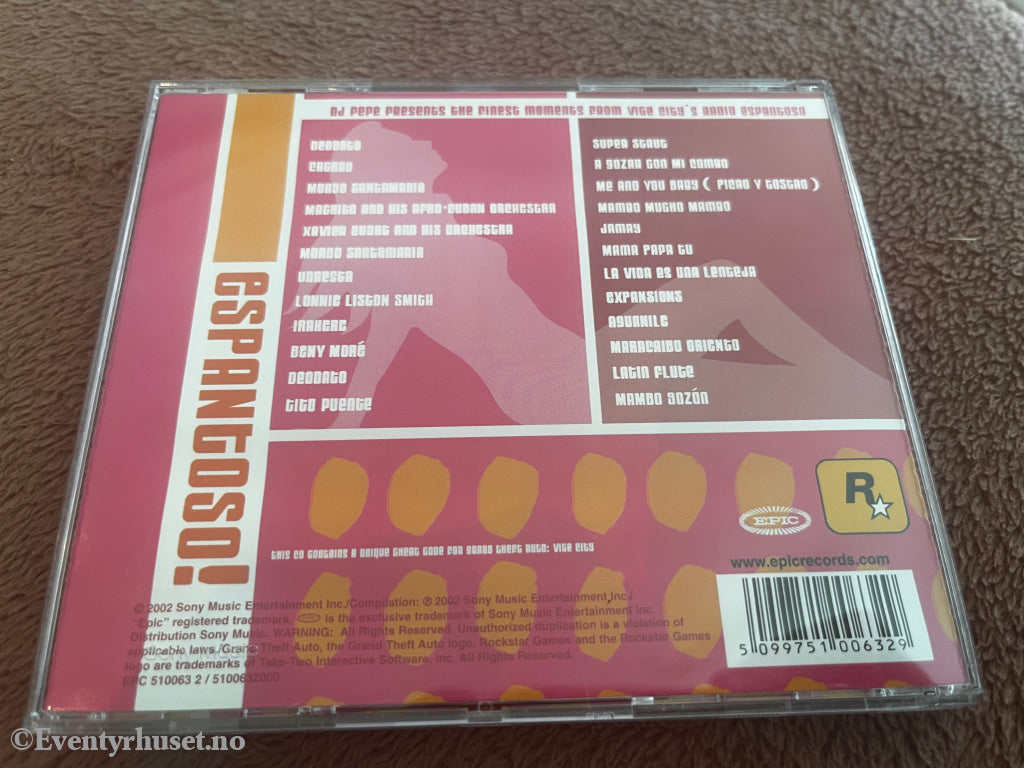 DJ PEPE PRESENTS THE FINEST MOMENTS FROM VICE CITY'S RADIO ESPANTOSO
DEODATO
CACHAO
MONGO SANTAMARIA
MACHITO AND HIS AFRO-CUBAN ORCHESTRA
XAVIER CUGAT AND HIS ORCHESTRA
MONGO SANTAMARIA
UNAESTA
LONNIE LISTON SMITH
IRAKERE
BENY MORÉ
DEODATO
TITO PUENTE
SUPER STRUT
A GOZAR CON MI COMBO
ME AND YOU BABY ( PICAO Y TOSTAO )
MAMBO MUCHO MAMBO
JAMAY
MAMA PAPA TU
LA VIDA ES UNA LENTEJA
EXPANSIONS
AGUANILE
MARACAIBO ORIENTO
LATIN FLUTE
MAMBO GOZÓN
ESPANTOSO!
THIS CD CONTAINS A UNIQUE CHEAT CODE FOR GRAND THEFT AUTO: VICE CITY
EPIC
R
www.epicrecords.com
© 2002 Sony Music Entertainment Inc./Compilation: ℗ 2002 Sony Music Entertainment Inc./
"Epic" registered trademark, EPIC is the exclusive trademark of Sony Music Entertainment Inc.
Distribution Sony Music. WARNING: All Rights Reserved. Unauthorized duplication is a violation of
applicable laws./Grand Theft Auto, the Grand Theft Auto logo, Rockstar Games and the Rockstar Games
logo are trademarks of Take-Two Interactive Software, Inc. All Rights Reserved.
EPC 510063 2 / 5100632000
5 099751 006329
©Eventyrhuset.no